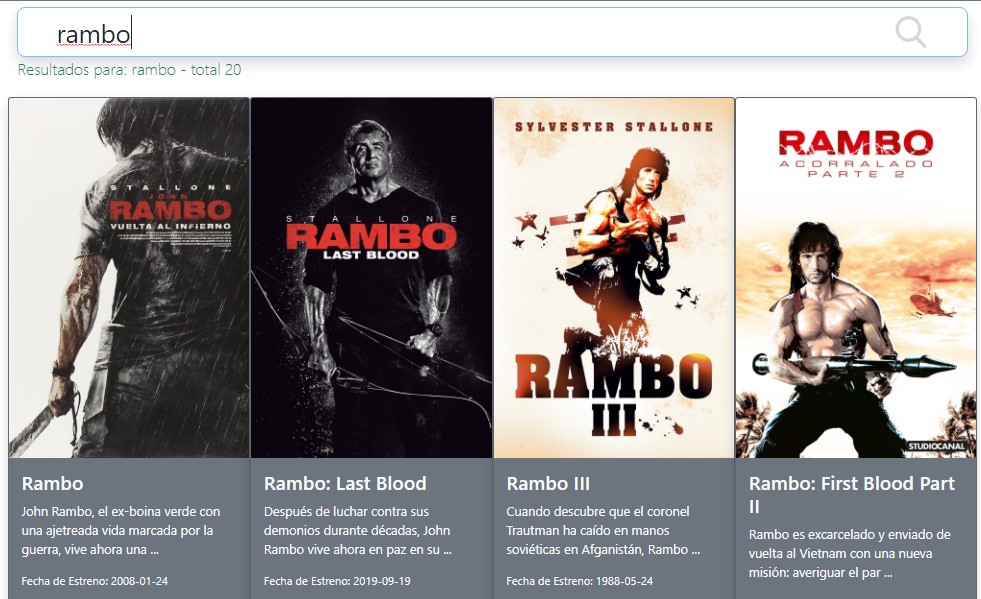 rambo
Resultados para: rambo - total 20
STALLONE
JOHN
RAMBO
VUELTA AL INFIERNO
STALLONE
RAMBO
LAST BLOOD
SYLVESTER STALLONE
RAMBO
III
RAMBO
ACORRALADO
PARTE 2
STUDIOCANAL
Rambo
John Rambo, el ex-boina verde con
una ajetreada vida marcada por la
guerra, vive ahora una ...
Fecha de Estreno: 2008-01-24
Rambo: Last Blood
Después de luchar contra sus
demonios durante décadas, John
Rambo vive ahora en paz en su ...
Fecha de Estreno: 2019-09-19
Rambo III
Cuando descubre que el coronel
Trautman ha caído en manos
soviéticas en Afganistán, Rambo ...
Fecha de Estreno: 1988-05-24
Rambo: First Blood Part
II
Rambo es excarcelado y enviado de
vuelta al Vietnam con una nueva
misión: averiguar el par ...